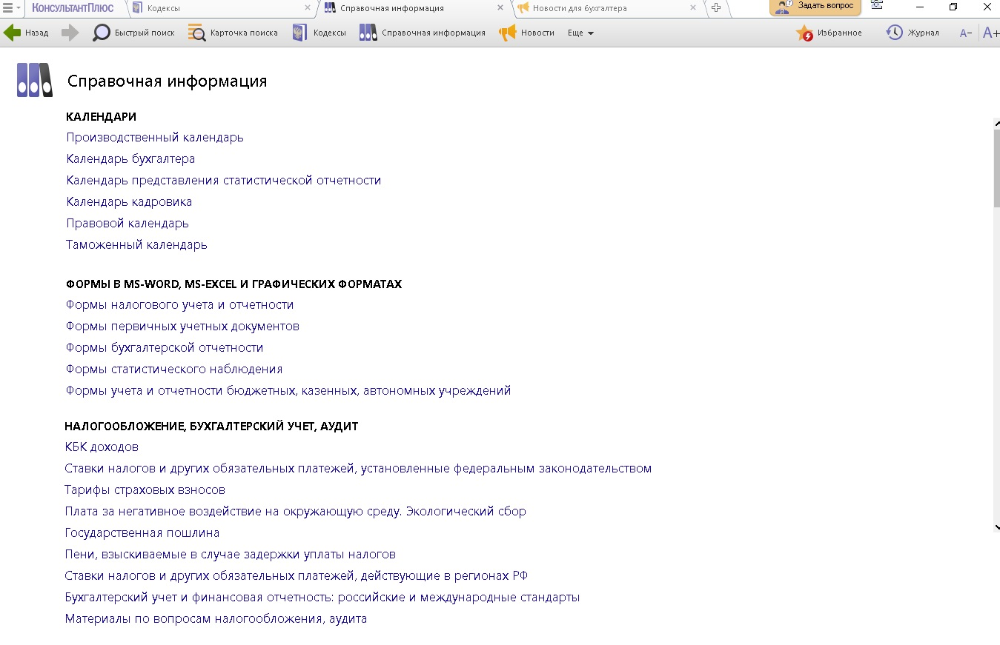 КонсультантПлюс Кодексы Справочная информация Новости для бухгалтера Задать вопрос
Назад Быстрый поиск Карточка поиска Кодексы Справочная информация Новости Еще Избранное Журнал A− A+
Справочная информация
КАЛЕНДАРИ
Производственный календарь
Календарь бухгалтера
Календарь представления статистической отчетности
Календарь кадровика
Правовой календарь
Таможенный календарь
ФОРМЫ В MS-WORD, MS-EXCEL И ГРАФИЧЕСКИХ ФОРМАТАХ
Формы налогового учета и отчетности
Формы первичных учетных документов
Формы бухгалтерской отчетности
Формы статистического наблюдения
Формы учета и отчетности бюджетных, казенных, автономных учреждений
НАЛОГООБЛОЖЕНИЕ, БУХГАЛТЕРСКИЙ УЧЕТ, АУДИТ
КБК доходов
Ставки налогов и других обязательных платежей, установленные федеральным законодательством
Тарифы страховых взносов
Плата за негативное воздействие на окружающую среду. Экологический сбор
Государственная пошлина
Пени, взыскиваемые в случае задержки уплаты налогов
Ставки налогов и других обязательных платежей, действующие в регионах РФ
Бухгалтерский учет и финансовая отчетность: российские и международные стандарты
Материалы по вопросам налогообложения, аудита